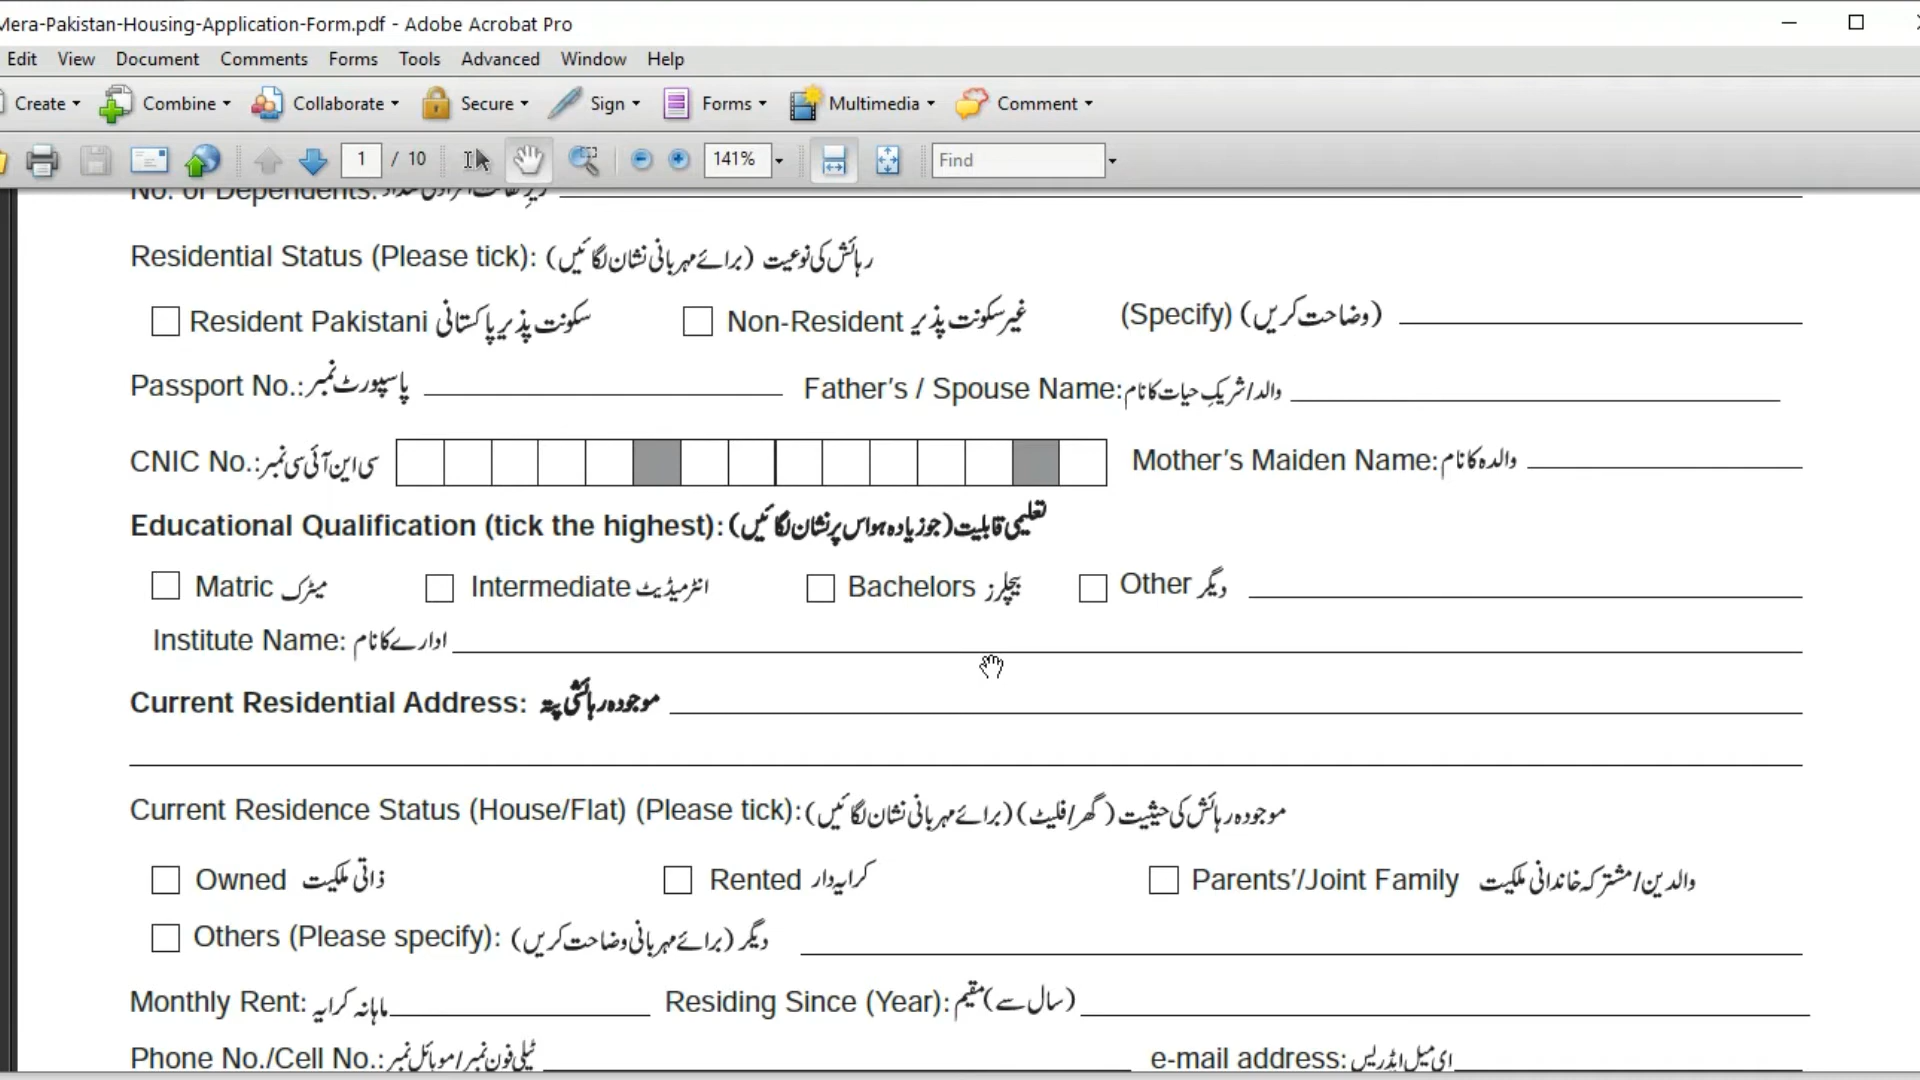 Mera-Pakistan-Housing-Application-Form.pdf - Adobe Acrobat Pro
Edit View Document Comments Forms Tools Advanced Window Help
Create Combine Collaborate Secure Sign Forms Multimedia Comment
1 / 10 141% Find
No. of Dependents: زیرِ کفالت افراد کی تعداد
Residential Status (Please tick): رہائش کی نوعیت (برائے مہربانی نشان لگائیں)
Resident Pakistani سکونت پذیر پاکستانی Non-Resident غیر سکونت پذیر (Specify) (وضاحت کریں)
Passport No.: پاسپورٹ نمبر Father's / Spouse Name: والد/شریکِ حیات کا نام
CNIC No.: سی این آئی سی نمبر Mother's Maiden Name: والدہ کا نام
Educational Qualification (tick the highest): تعلیمی قابلیت (جو زیادہ ہو اس پر نشان لگائیں)
Matric میٹرک Intermediate انٹرمیڈیٹ Bachelors بیچلرز Other دیگر
Institute Name: ادارے کا نام
Current Residential Address: موجودہ رہائشی پتہ
Current Residence Status (House/Flat) (Please tick): موجودہ رہائش کی حیثیت (گھر/فلیٹ) (برائے مہربانی نشان لگائیں)
Owned ذاتی ملکیت Rented کرایہ دار Parents'/Joint Family والدین/مشترکہ خاندانی ملکیت
Others (Please specify): دیگر (برائے مہربانی وضاحت کریں)
Monthly Rent: ماہانہ کرایہ Residing Since (Year): مقیم (سال سے)
Phone No./Cell No.: ٹیلی فون نمبر/موبائل نمبر e-mail address: ای میل ایڈریس